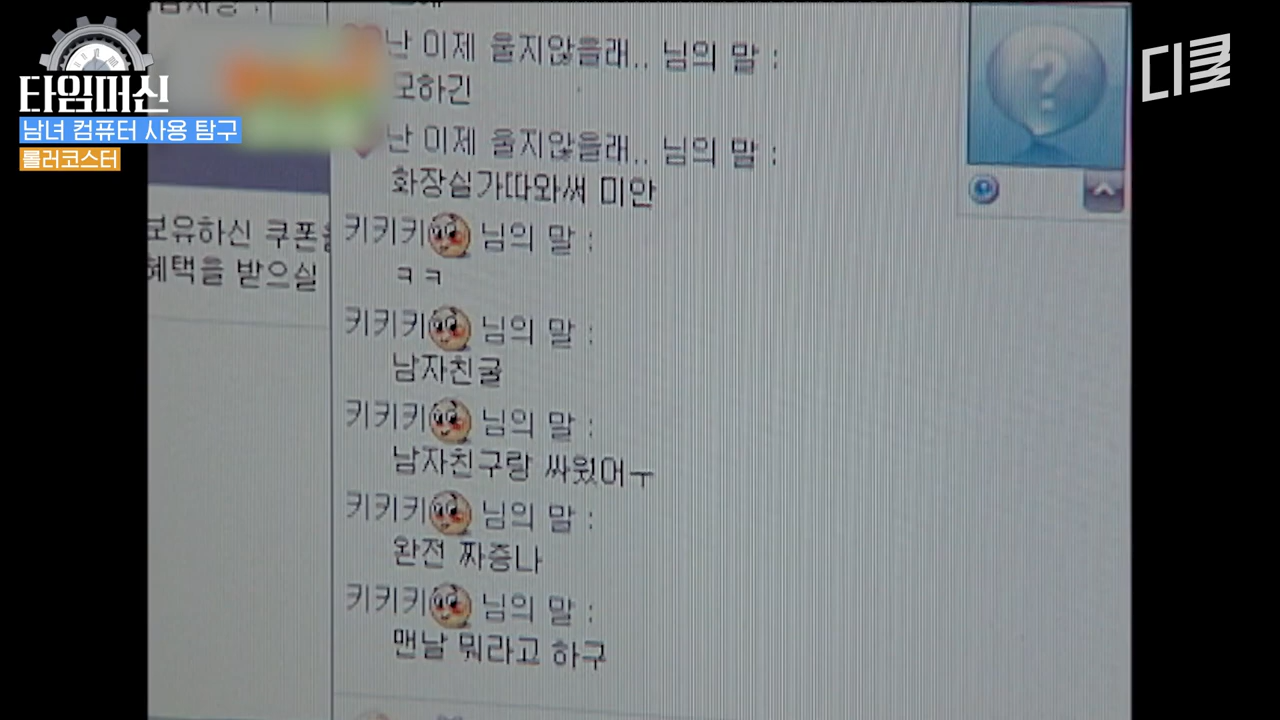 타임머신
남녀 컴퓨터 사용 탐구
롤러코스터
디클
난 이제 울지않을래.. 님의 말 :
모하긴
난 이제 울지않을래.. 님의 말 :
화장실가따와써 미안
키키키 님의 말 :
ㅋㅋ
키키키 님의 말 :
남자친굴
키키키 님의 말 :
남자친구랑 싸웠어ㅜ
키키키 님의 말 :
완전 짜증나
키키키 님의 말 :
맨날 뭐라고 하구
보유하신 쿠폰을
혜택을 받으실